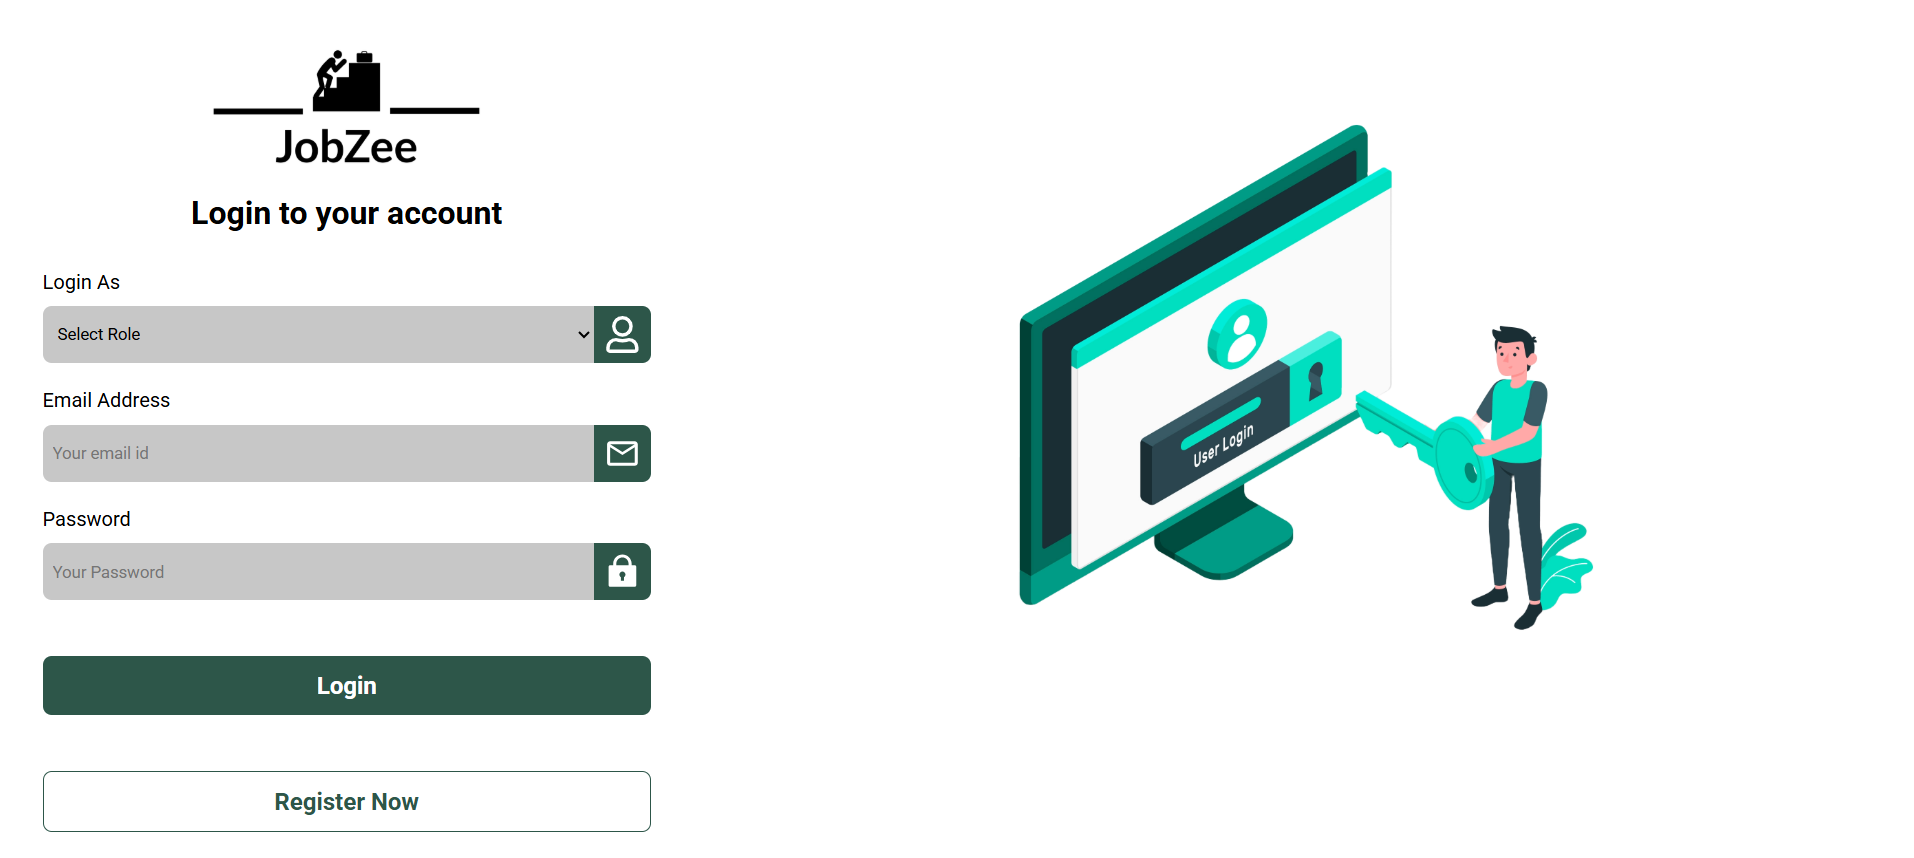 JobZee
Login to your account
Login As
Select Role
Email Address
Your email id
Password
Your Password
Login
Register Now
User Login